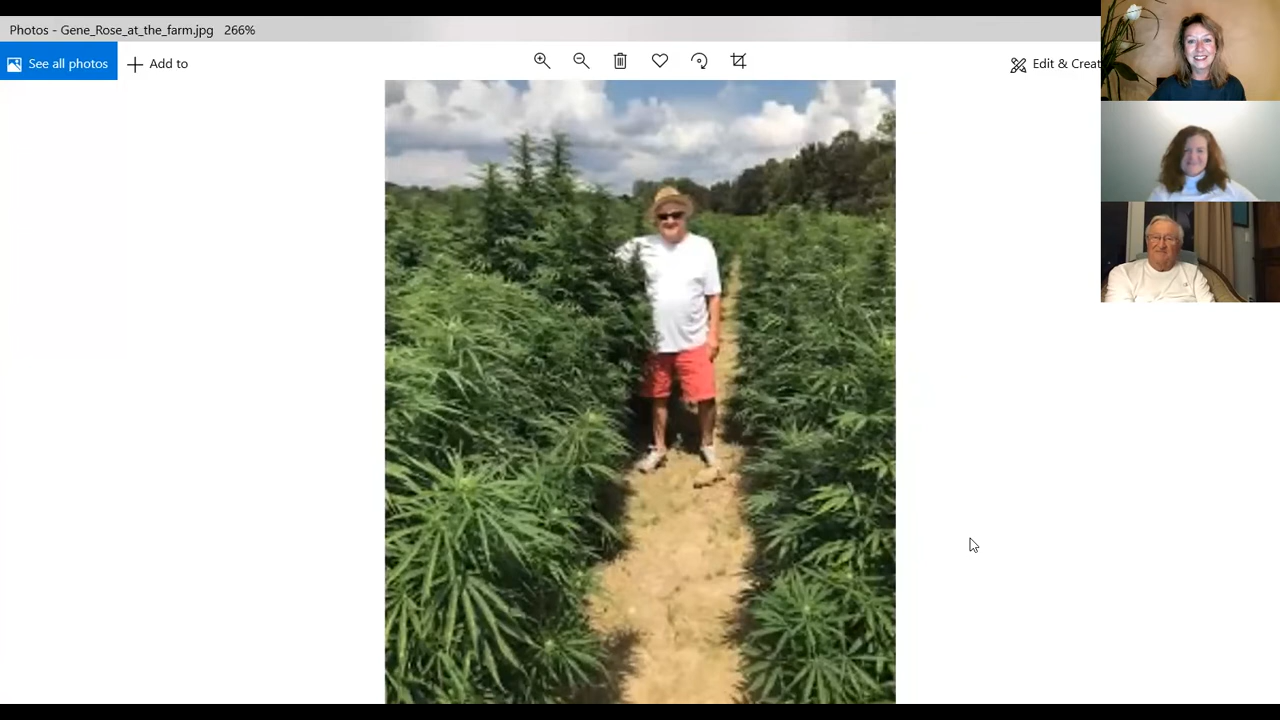 Photos - Gene_Rose_at_the_farm.jpg 266%
See all photos
Add to
Edit & Creat